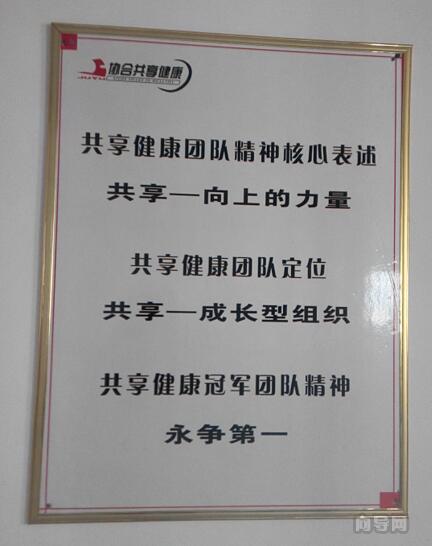 协合共享健康
共享健康团队精神核心表述
共享—向上的力量
共享健康团队定位
共享—成长型组织
共享健康冠军团队精神
永争第一
向导网